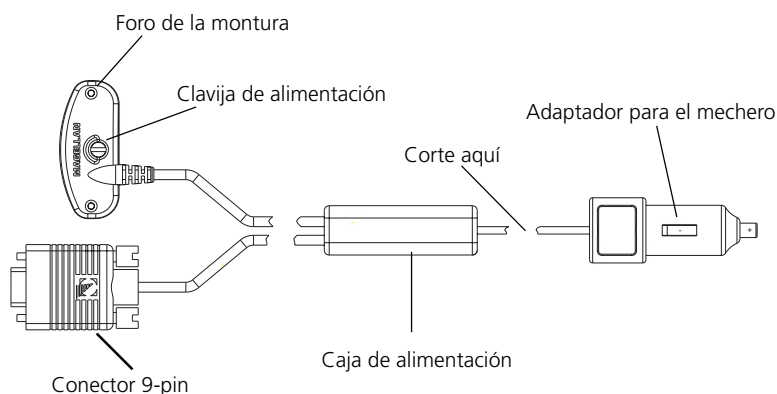 Foro de la montura
Clavija de alimentación
Adaptador para el mechero
Corte aquí
MAGELLAN
Caja de alimentación
Conector 9-pin
- +